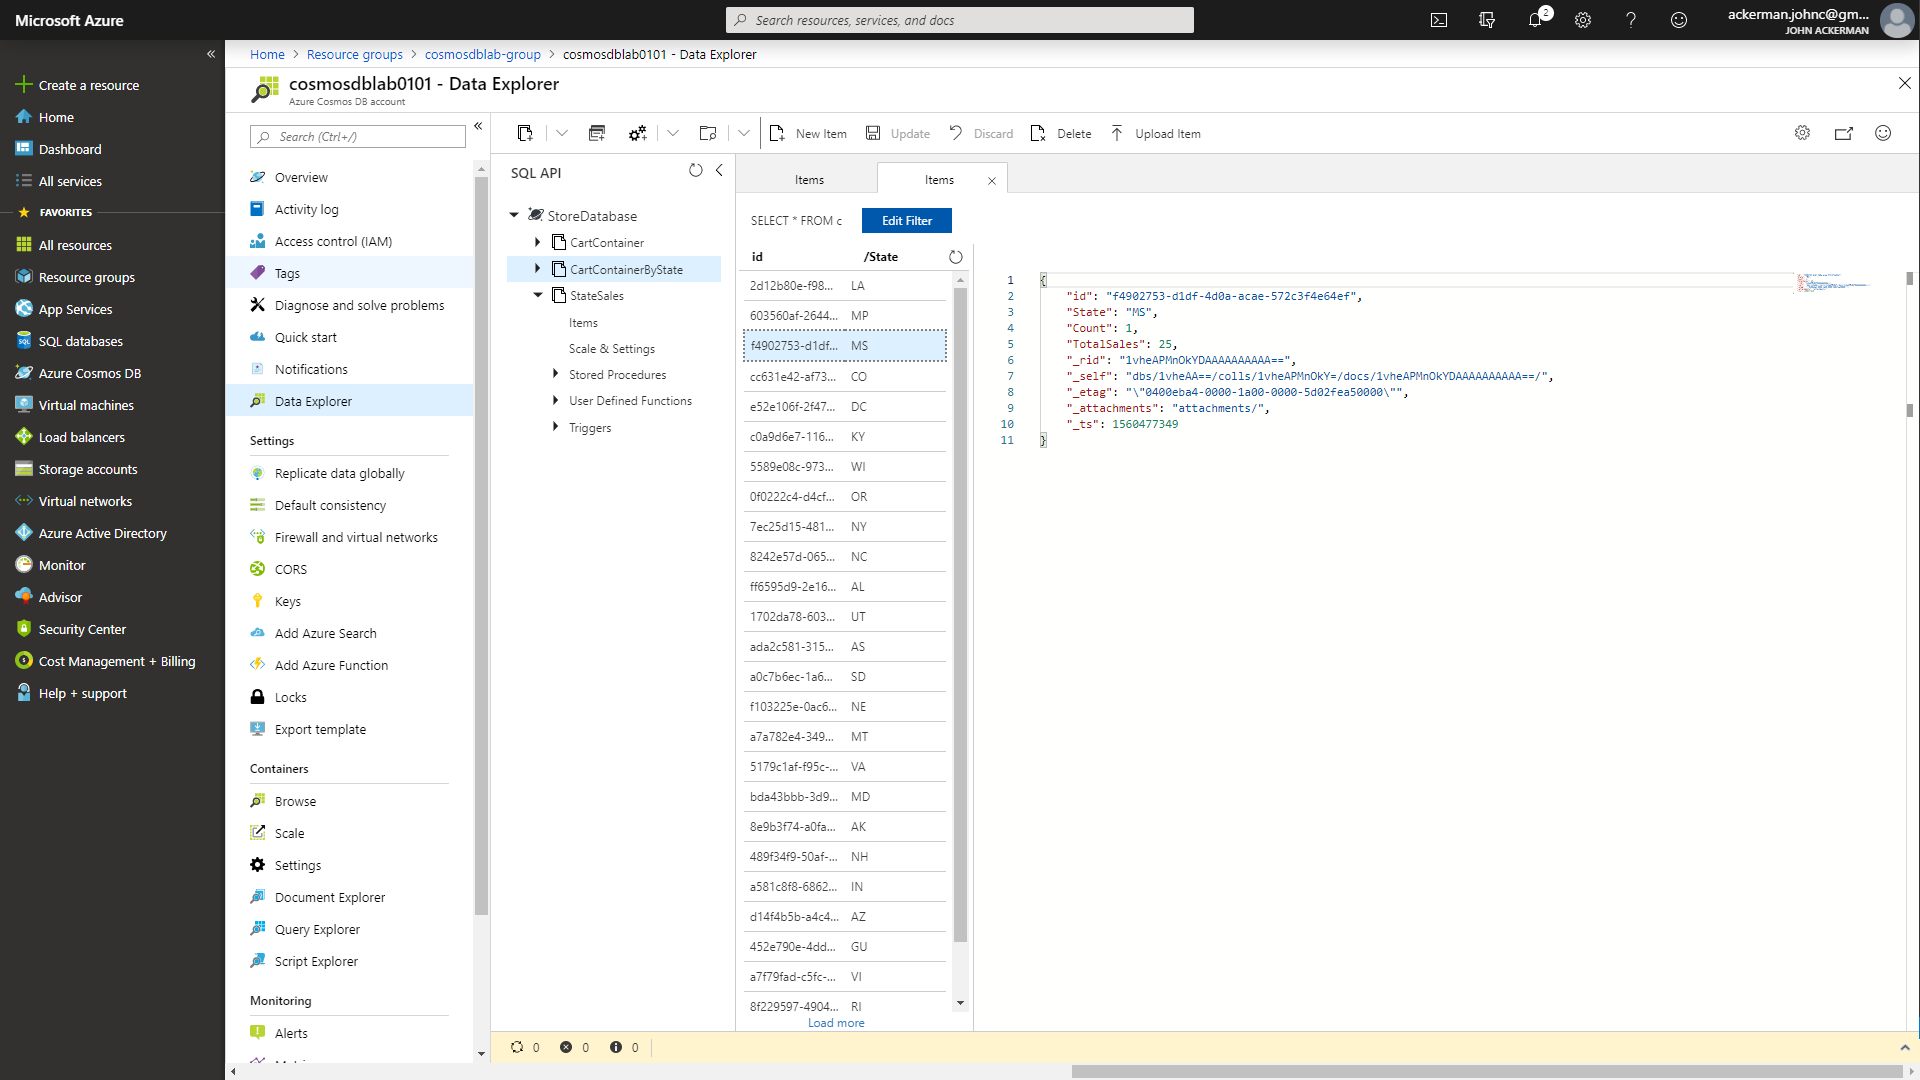 Microsoft Azure
Search resources, services, and docs
2
ackerman.johnc@gm...
JOHN ACKERMAN
«
Create a resource
Home
Dashboard
All services
FAVORITES
All resources
Resource groups
App Services
SQL databases
Azure Cosmos DB
Virtual machines
Load balancers
Storage accounts
Virtual networks
Azure Active Directory
Monitor
Advisor
Security Center
Cost Management + Billing
Help + support
Home > Resource groups > cosmosdblab-group > cosmosdblab0101 - Data Explorer
cosmosdblab0101 - Data Explorer
Azure Cosmos DB account
Search (Ctrl+/)
«
Overview
Activity log
Access control (IAM)
Tags
Diagnose and solve problems
Quick start
Notifications
Data Explorer
Settings
Replicate data globally
Default consistency
Firewall and virtual networks
CORS
Keys
Add Azure Search
Add Azure Function
Locks
Export template
Containers
Browse
Scale
Settings
Document Explorer
Query Explorer
Script Explorer
Monitoring
Alerts
New Item
Update
Discard
Delete
Upload Item
SQL API
StoreDatabase
CartContainer
CartContainerByState
StateSales
Items
Scale & Settings
Stored Procedures
User Defined Functions
Triggers
Items
Items
SELECT * FROM c
Edit Filter
id /State
2d12b80e-f98... LA
603560af-2644... MP
f4902753-d1df... MS
cc631e42-af73... CO
e52e106f-2f47... DC
c0a9d6e7-116... KY
5589e08c-973... WI
0f0222c4-d4cf... OR
7ec25d15-481... NY
8242e57d-065... NC
ff6595d9-2e16... AL
1702da78-603... UT
ada2c581-315... AS
a0c7b6ec-1a6... SD
f103225e-0ac6... NE
a7a782e4-349... MT
5179c1af-f95c-... VA
bda43bbb-3d9... MD
8e9b3f74-a0fa... AK
489f34f9-50af-... NH
a581c8f8-6862... IN
d14f4b5b-a4c4... AZ
452e790e-4dd... GU
a7f79fad-c5fc-... VI
8f229597-4904... RI
Load more
1 {
2 "id": "f4902753-d1df-4d0a-acae-572c3f4e64ef",
3 "State": "MS",
4 "Count": 1,
5 "TotalSales": 25,
6 "_rid": "1vheAPMnOkYDAAAAAAAAAA==",
7 "_self": "dbs/1vheAA==/colls/1vheAPMnOkY=/docs/1vheAPMnOkYDAAAAAAAAAA==/",
8 "_etag": "\"0400eba4-0000-1a00-0000-5d02fea50000\"",
9 "_attachments": "attachments/",
10 "_ts": 1560477349
11 }
0 0 0